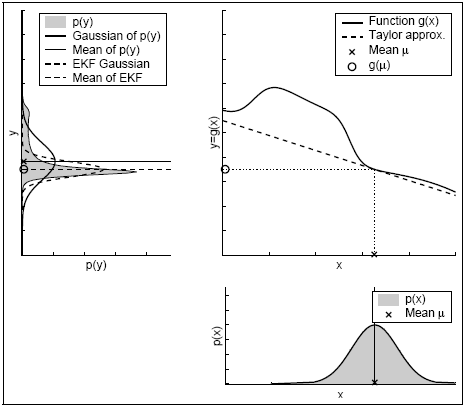 p(y)
Gaussian of p(y)
Mean of p(y)
EKF Gaussian
Mean of EKF
y
p(y)
Function g(x)
Taylor approx.
Mean μ
g(μ)
y=g(x)
x
p(x)
Mean μ
p(x)
x